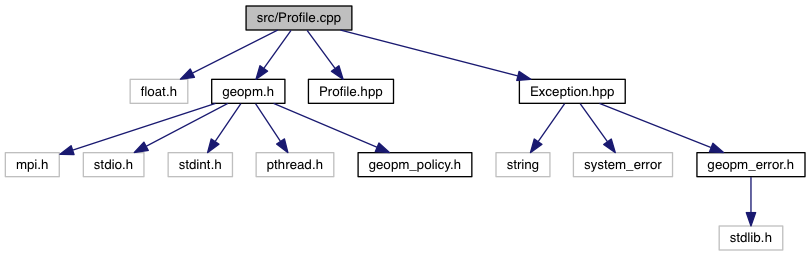 src/Profile.cpp
float.h
geopm.h
Profile.hpp
Exception.hpp
mpi.h
stdio.h
stdint.h
pthread.h
geopm_policy.h
string
system_error
geopm_error.h
stdlib.h